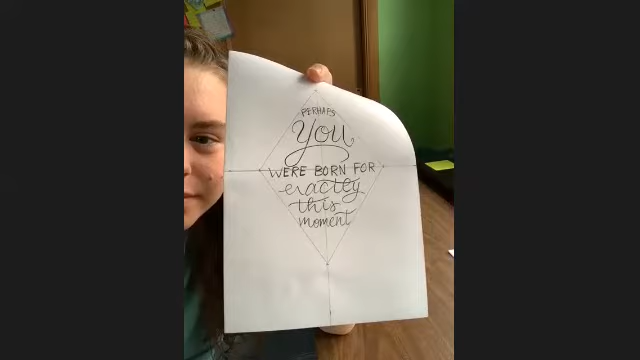 PERHAPS
you
WERE BORN FOR
exactly
this
moment